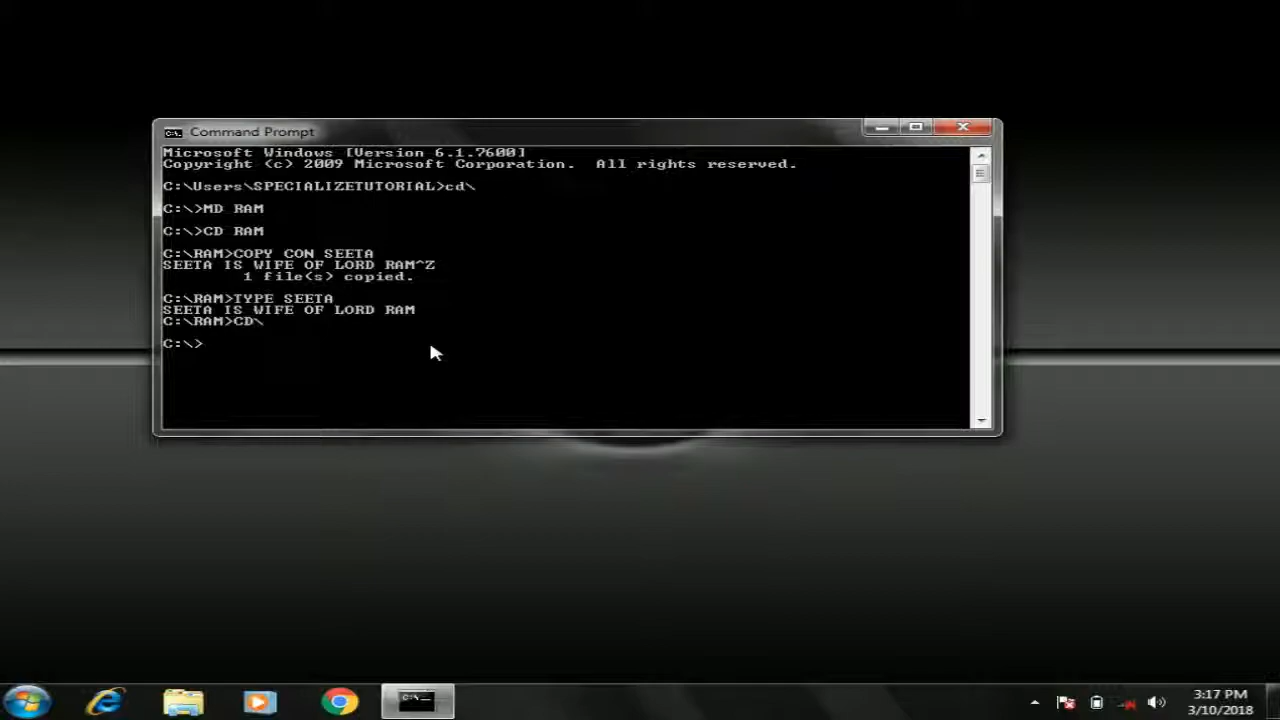 Command Prompt
Microsoft Windows [Version 6.1.7600]
Copyright (c) 2009 Microsoft Corporation.  All rights reserved.
C:\Users\SPECIALIZETUTORIAL>cd\
C:\>MD RAM
C:\>CD RAM
C:\RAM>COPY CON SEETA
SEETA IS WIFE OF LORD RAM^Z
        1 file(s) copied.
C:\RAM>TYPE SEETA
SEETA IS WIFE OF LORD RAM
C:\RAM>CD\
C:\>
3:17 PM
3/10/2018